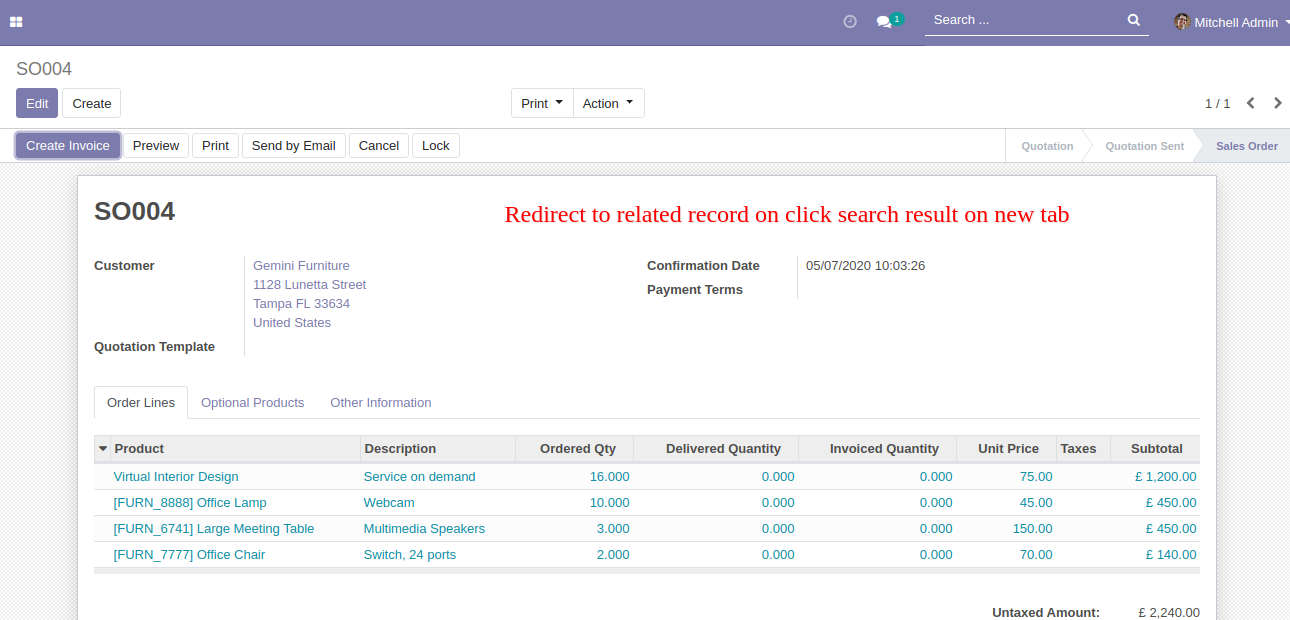 1 Search ... Mitchell Admin
SO004
Edit Create Print Action 1 / 1
Create Invoice Preview Print Send by Email Cancel Lock Quotation Quotation Sent Sales Order
SO004 Redirect to related record on click search result on new tab
Customer Gemini Furniture Confirmation Date 05/07/2020 10:03:26
1128 Lunetta Street Payment Terms
Tampa FL 33634
United States
Quotation Template
Order Lines Optional Products Other Information
Product Description Ordered Qty Delivered Quantity Invoiced Quantity Unit Price Taxes Subtotal
Virtual Interior Design Service on demand 16.000 0.000 0.000 75.00 £ 1,200.00
[FURN_8888] Office Lamp Webcam 10.000 0.000 0.000 45.00 £ 450.00
[FURN_6741] Large Meeting Table Multimedia Speakers 3.000 0.000 0.000 150.00 £ 450.00
[FURN_7777] Office Chair Switch, 24 ports 2.000 0.000 0.000 70.00 £ 140.00
Untaxed Amount: £ 2,240.00